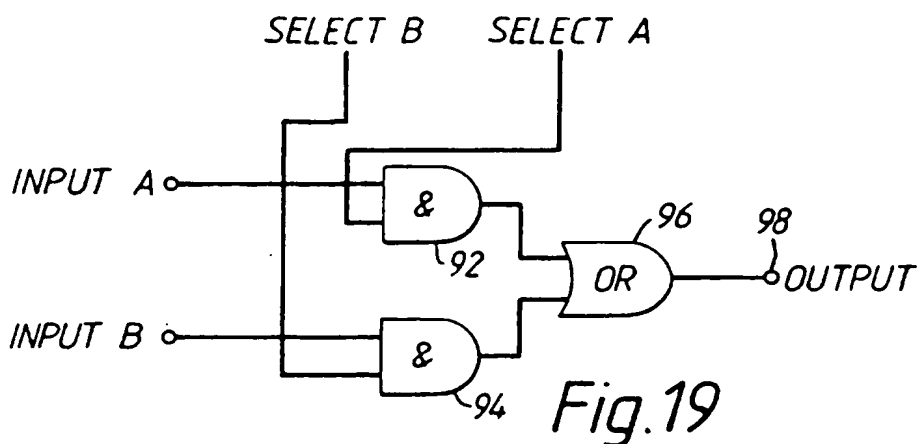 SELECT B SELECT A
INPUT A
&
92
96
98
OR
OUTPUT
INPUT B
&
94
Fig.19